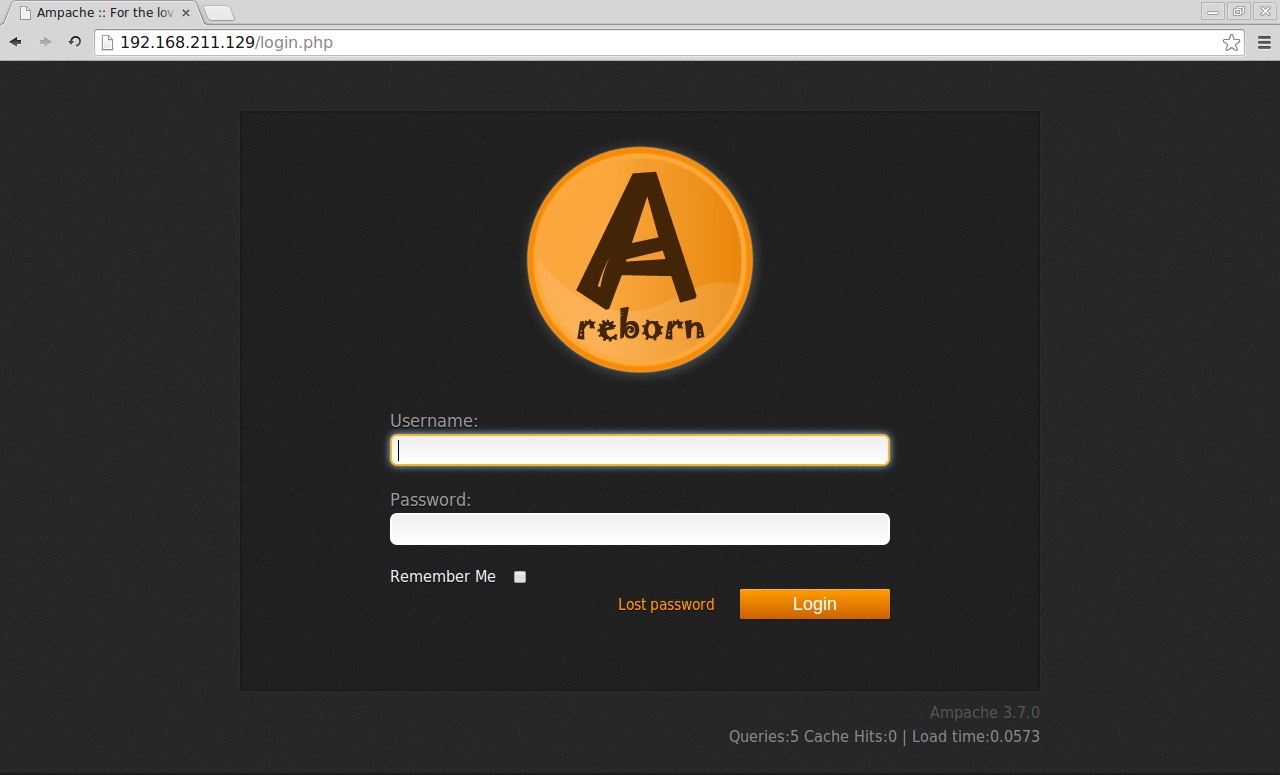 Ampache :: For the lov
192.168.211.129/login.php
A
reborn
Username:
Password:
Remember Me
Lost password
Login
Ampache 3.7.0
Queries:5 Cache Hits:0 | Load time:0.0573